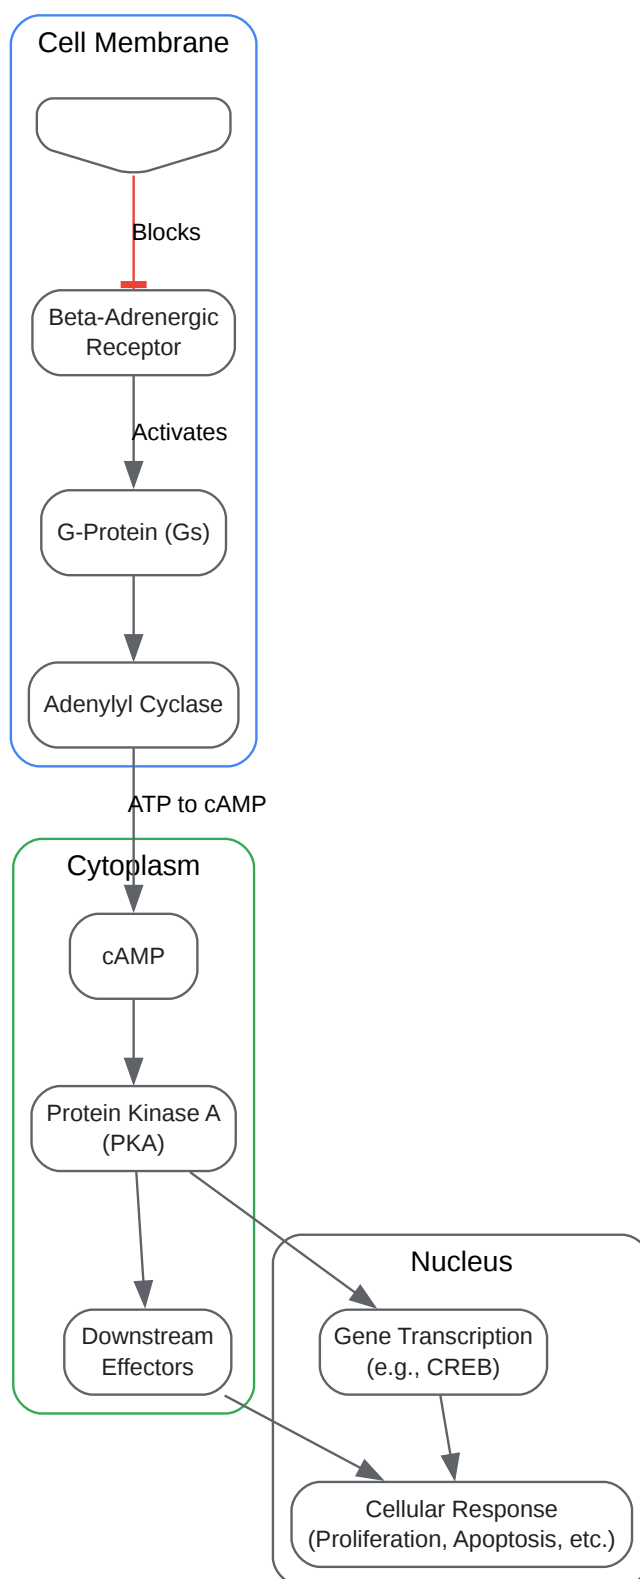 Cell Membrane
Blocks
Beta-Adrenergic
Receptor
Activates
G-Protein (Gs)
Adenylyl Cyclase
ATP to cAMP
Cytoplasm
cAMP
Protein Kinase A
(PKA)
Nucleus
Downstream
Effectors
Gene Transcription
(e.g., CREB)
Cellular Response
(Proliferation, Apoptosis, etc.)